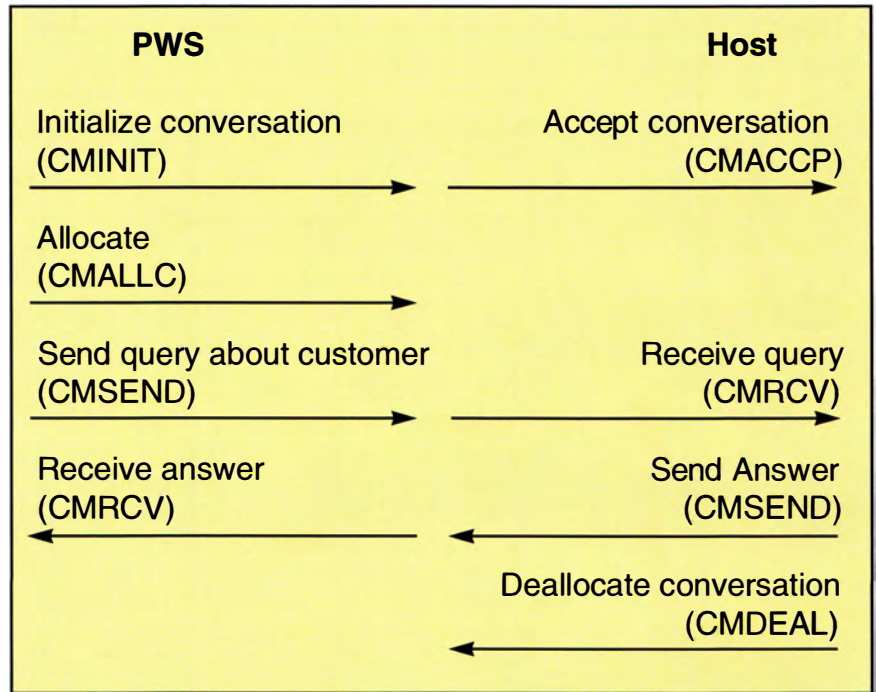 PWS
Host
Initialize conversation
(CMINIT)
Accept conversation
(CMACCP)
Allocate
(CMALLC)
Send query about customer
(CMSEND)
Receive query
(CMRCV)
Receive answer
(CMRCV)
Send Answer
(CMSEND)
Deallocate conversation
(CMDEAL)